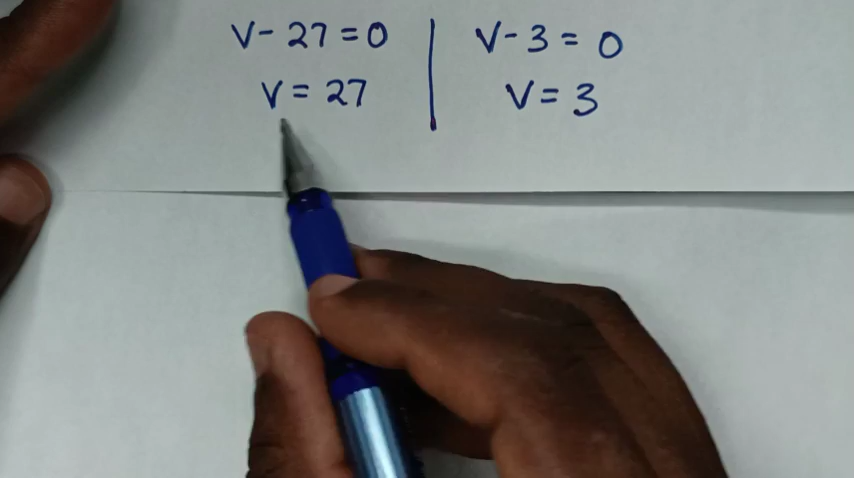 V - 27 = 0 | V - 3 = 0
V = 27 | V = 3